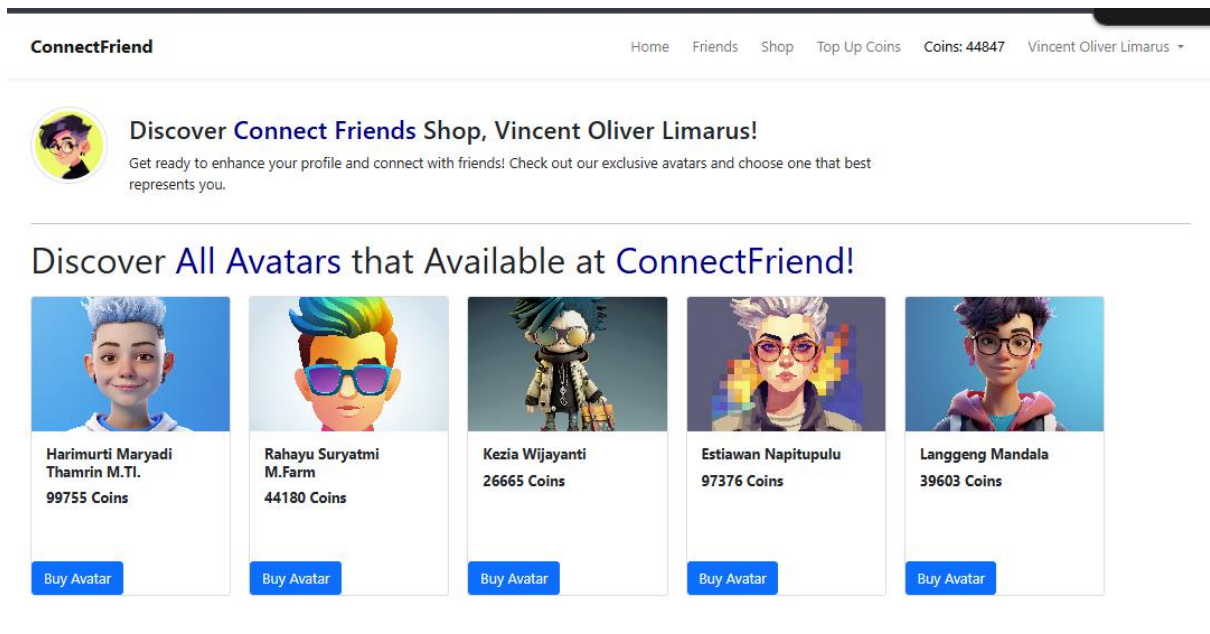 ConnectFriend
Home Friends Shop Top Up Coins Coins: 44847 Vincent Oliver Limarus
Discover Connect Friends Shop, Vincent Oliver Limarus!
Get ready to enhance your profile and connect with friends! Check out our exclusive avatars and choose one that best
represents you.
Discover All Avatars that Available at ConnectFriend!
Harimurti Maryadi
Thamrin M.TI.
99755 Coins
Buy Avatar
Rahayu Suryatmi
M.Farm
44180 Coins
Buy Avatar
Kezia Wijayanti
26665 Coins
Buy Avatar
Estiawan Napitupulu
97376 Coins
Buy Avatar
Langgeng Mandala
39603 Coins
Buy Avatar